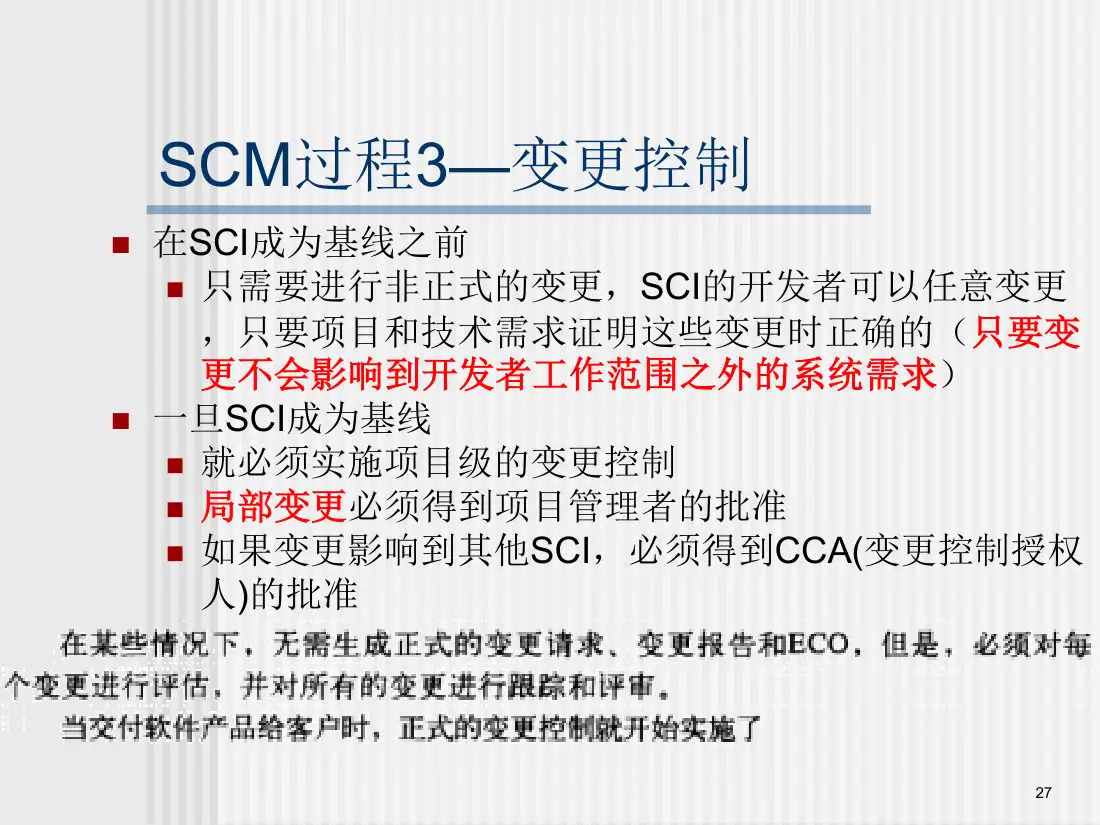 SCM过程3—变更控制
在SCI成为基线之前
只需要进行非正式的变更，SCI的开发者可以任意变更
，只要项目和技术需求证明这些变更时正确的（只要变
更不会影响到开发者工作范围之外的系统需求）
一旦SCI成为基线
就必须实施项目级的变更控制
局部变更必须得到项目管理者的批准
如果变更影响到其他SCI，必须得到CCA(变更控制授权
人)的批准
在某些情况下，无需生成正式的变更请求、变更报告和ECO，但是，必须对每
个变更进行评估，并对所有的变更进行跟踪和评审。
当交付软件产品给客户时，正式的变更控制就开始实施了
27